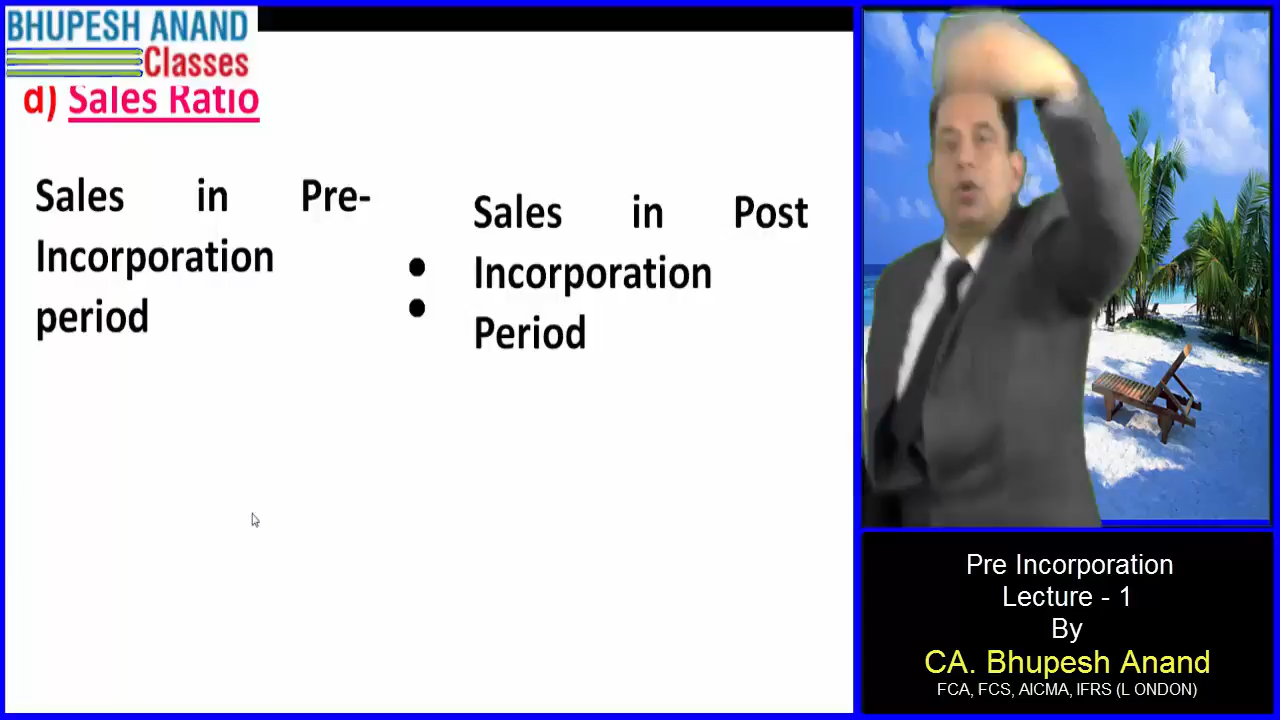 BHUPESH ANAND
Classes
d) Sales Ratio
Sales in Pre-
Incorporation
period
:
Sales in Post
Incorporation
Period
Pre Incorporation
Lecture - 1
By
CA. Bhupesh Anand
FCA, FCS, AICMA, IFRS (L ONDON)